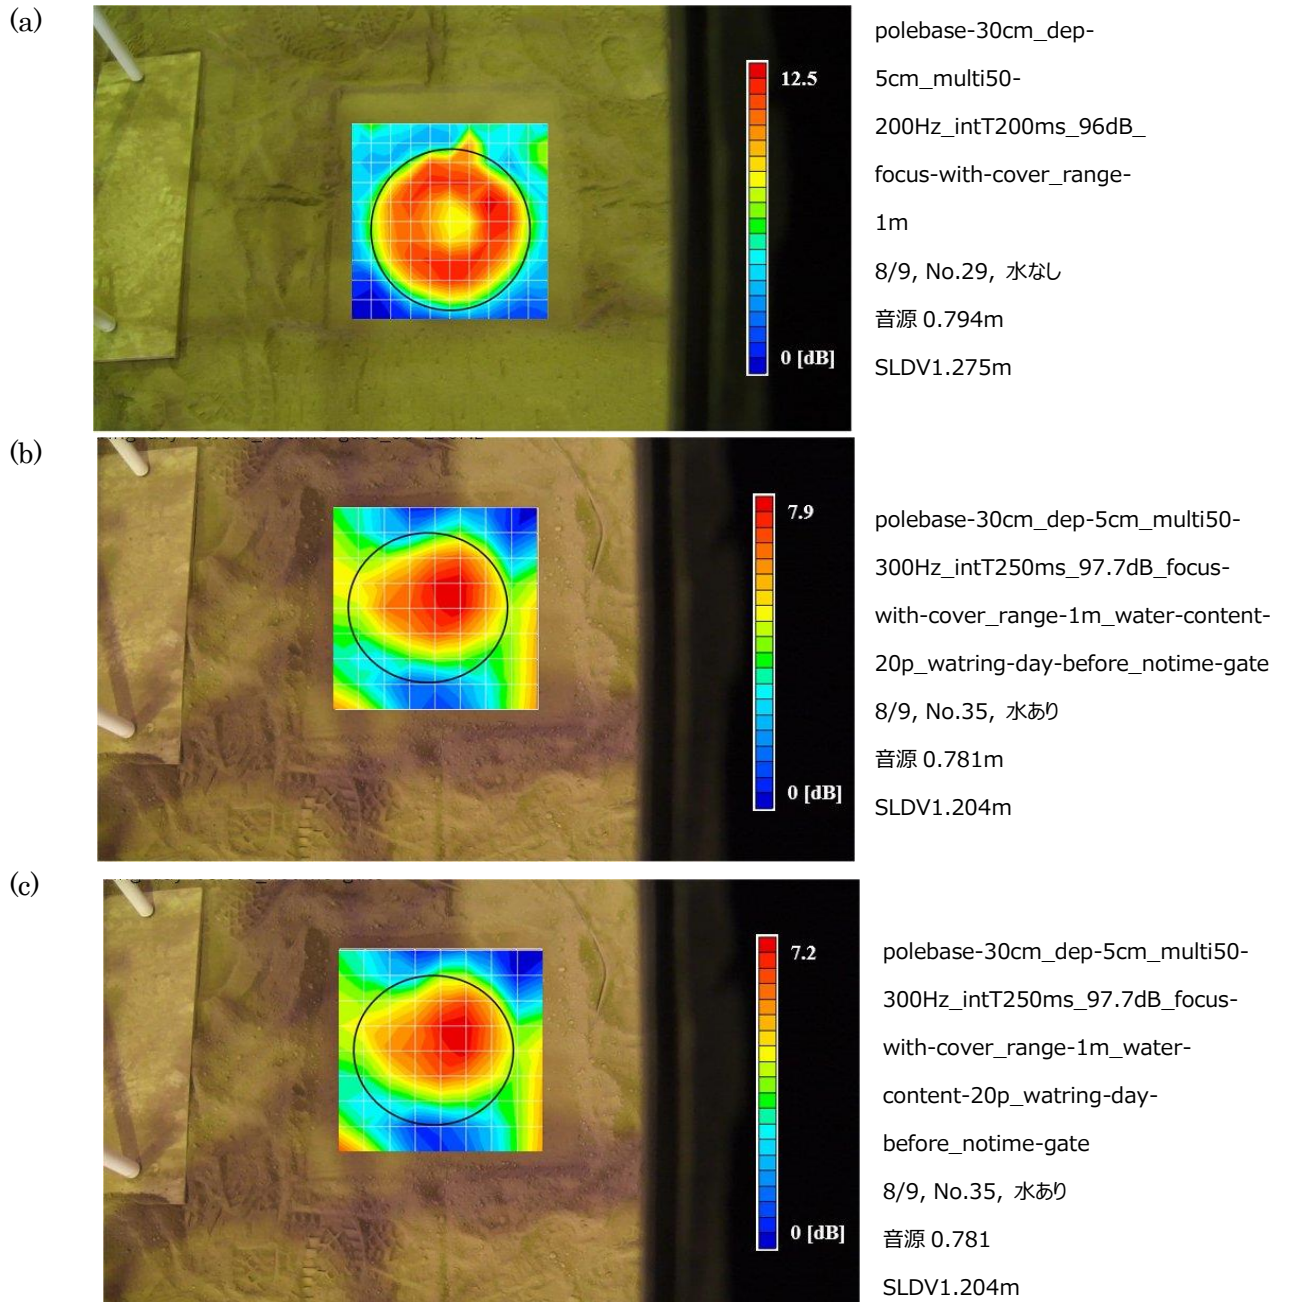 (a)
12.5
0 [dB]
polebase-30cm_dep-
5cm_multi50-
200Hz_intT200ms_96dB_
focus-with-cover_range-
1m
8/9, No.29, 水なし
音源 0.794m
SLDV1.275m
(b)
7.9
0 [dB]
polebase-30cm_dep-5cm_multi50-
300Hz_intT250ms_97.7dB_focus-
with-cover_range-1m_water-content-
20p_watring-day-before_notime-gate
8/9, No.35, 水あり
音源 0.781m
SLDV1.204m
(c)
7.2
0 [dB]
polebase-30cm_dep-5cm_multi50-
300Hz_intT250ms_97.7dB_focus-
with-cover_range-1m_water-
content-20p_watring-day-
before_notime-gate
8/9, No.35, 水あり
音源 0.781
SLDV1.204m